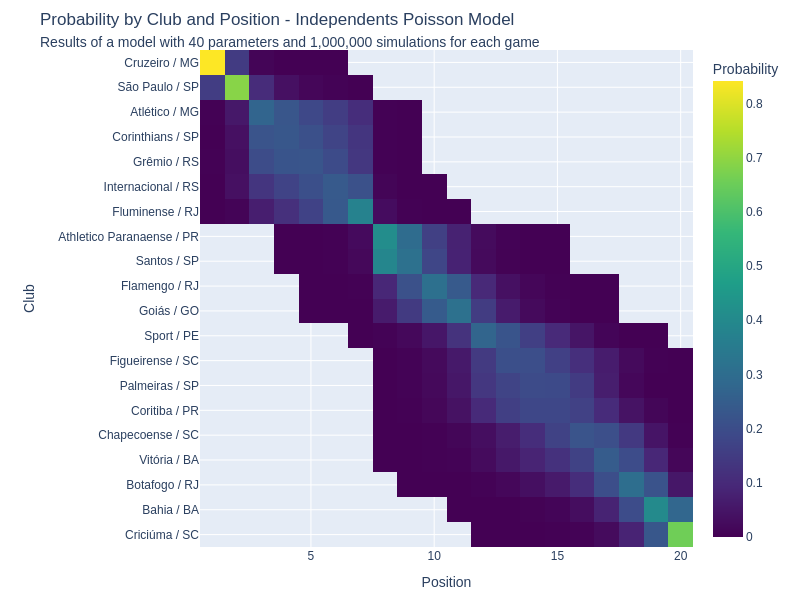 Probability by Club and Position - Independents Poisson Model
Results of a model with 40 parameters and 1,000,000 simulations for each game
Probability
Club
Cruzeiro / MG
São Paulo / SP
Atlético / MG
Corinthians / SP
Grêmio / RS
Internacional / RS
Fluminense / RJ
Athletico Paranaense / PR
Santos / SP
Flamengo / RJ
Goiás / GO
Sport / PE
Figueirense / SC
Palmeiras / SP
Coritiba / PR
Chapecoense / SC
Vitória / BA
Botafogo / RJ
Bahia / BA
Criciúma / SC
0.8
0.7
0.6
0.5
0.4
0.3
0.2
0.1
0
5
10
15
20
Position